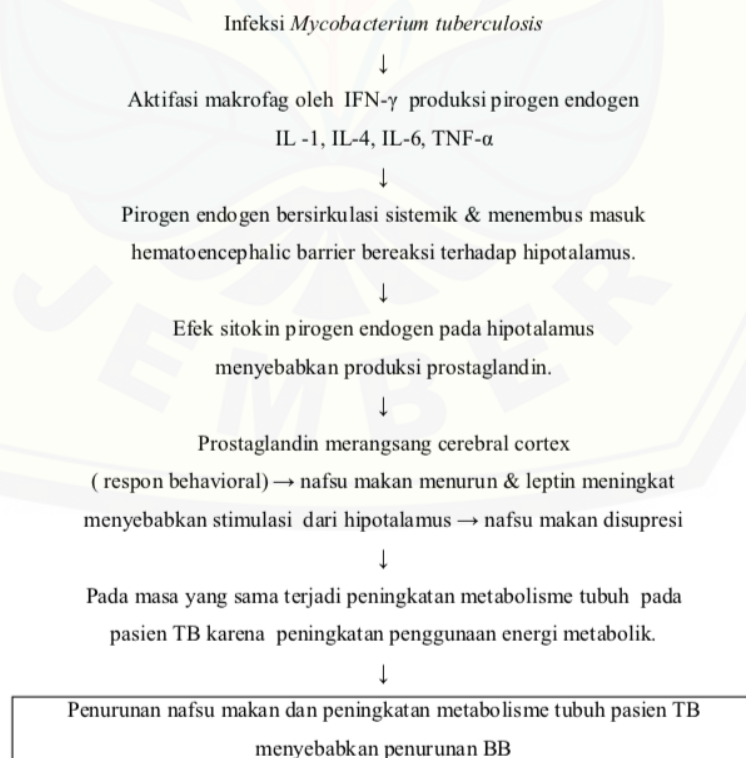 Infeksi Mycobacterium tuberculosis
↓
Aktifasi makrofag oleh IFN-γ produksi pirogen endogen
IL -1, IL-4, IL-6, TNF-α
↓
Pirogen endogen bersirkulasi sistemik & menembus masuk
hematoencephalic barrier bereaksi terhadap hipotalamus.
↓
Efek sitokin pirogen endogen pada hipotalamus
menyebabkan produksi prostaglandin.
↓
Prostaglandin merangsang cerebral cortex
( respon behavioral) → nafsu makan menurun & leptin meningkat
menyebabkan stimulasi dari hipotalamus → nafsu makan disupresi
↓
Pada masa yang sama terjadi peningkatan metabolisme tubuh pada
pasien TB karena peningkatan penggunaan energi metabolik.
↓
Penurunan nafsu makan dan peningkatan metabolisme tubuh pasien TB
menyebabkan penurunan BB
JEMBER